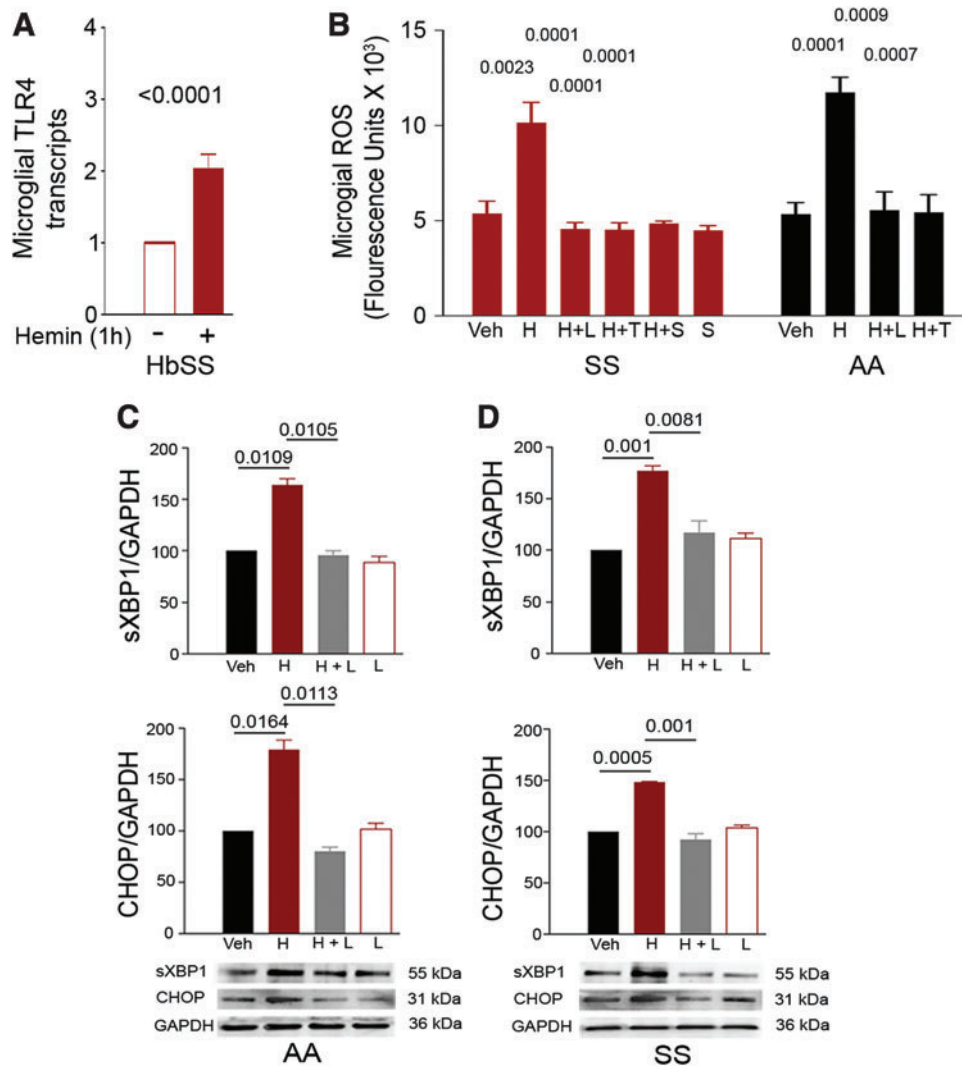 A
Microglial TLR4
transcripts
4
3
2
1
0
<0.0001
Hemin (1h)
−
+
HbSS
B
Microgial ROS
(Flourescence Units X 10³)
15
10
5
0
0.0023
0.0001
0.0001
0.0001
0.0001
0.0009
0.0007
Veh H H+L H+T H+S S
SS
Veh H H+L H+T
AA
C
sXBP1/GAPDH
200
150
100
50
0
0.0105
0.0109
Veh H H + L L
CHOP/GAPDH
200
150
100
50
0
0.0113
0.0164
Veh H H + L L
sXBP1 55 kDa
CHOP 31 kDa
GAPDH 36 kDa
AA
D
sXBP1/GAPDH
200
150
100
50
0
0.0081
0.001
Veh H H + L L
CHOP/GAPDH
200
150
100
50
0
0.001
0.0005
Veh H H + L L
sXBP1 55 kDa
CHOP 31 kDa
GAPDH 36 kDa
SS